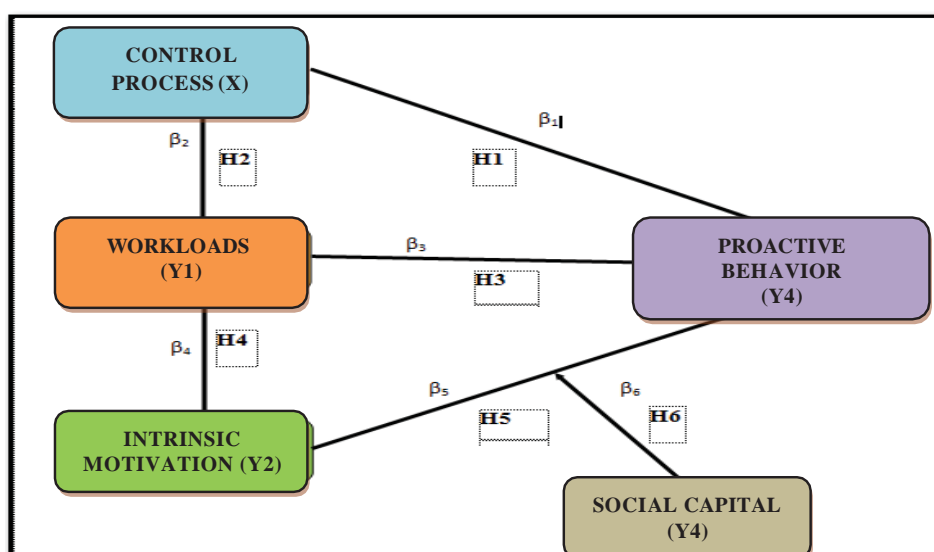 CONTROL
PROCESS (X)
β₁
β₂
H2
H1
WORKLOADS
(Y1)
β₃
H3
PROACTIVE
BEHAVIOR
(Y4)
β₄
H4
β₅
β₆
H5
H6
INTRINSIC
MOTIVATION (Y2)
SOCIAL CAPITAL
(Y4)